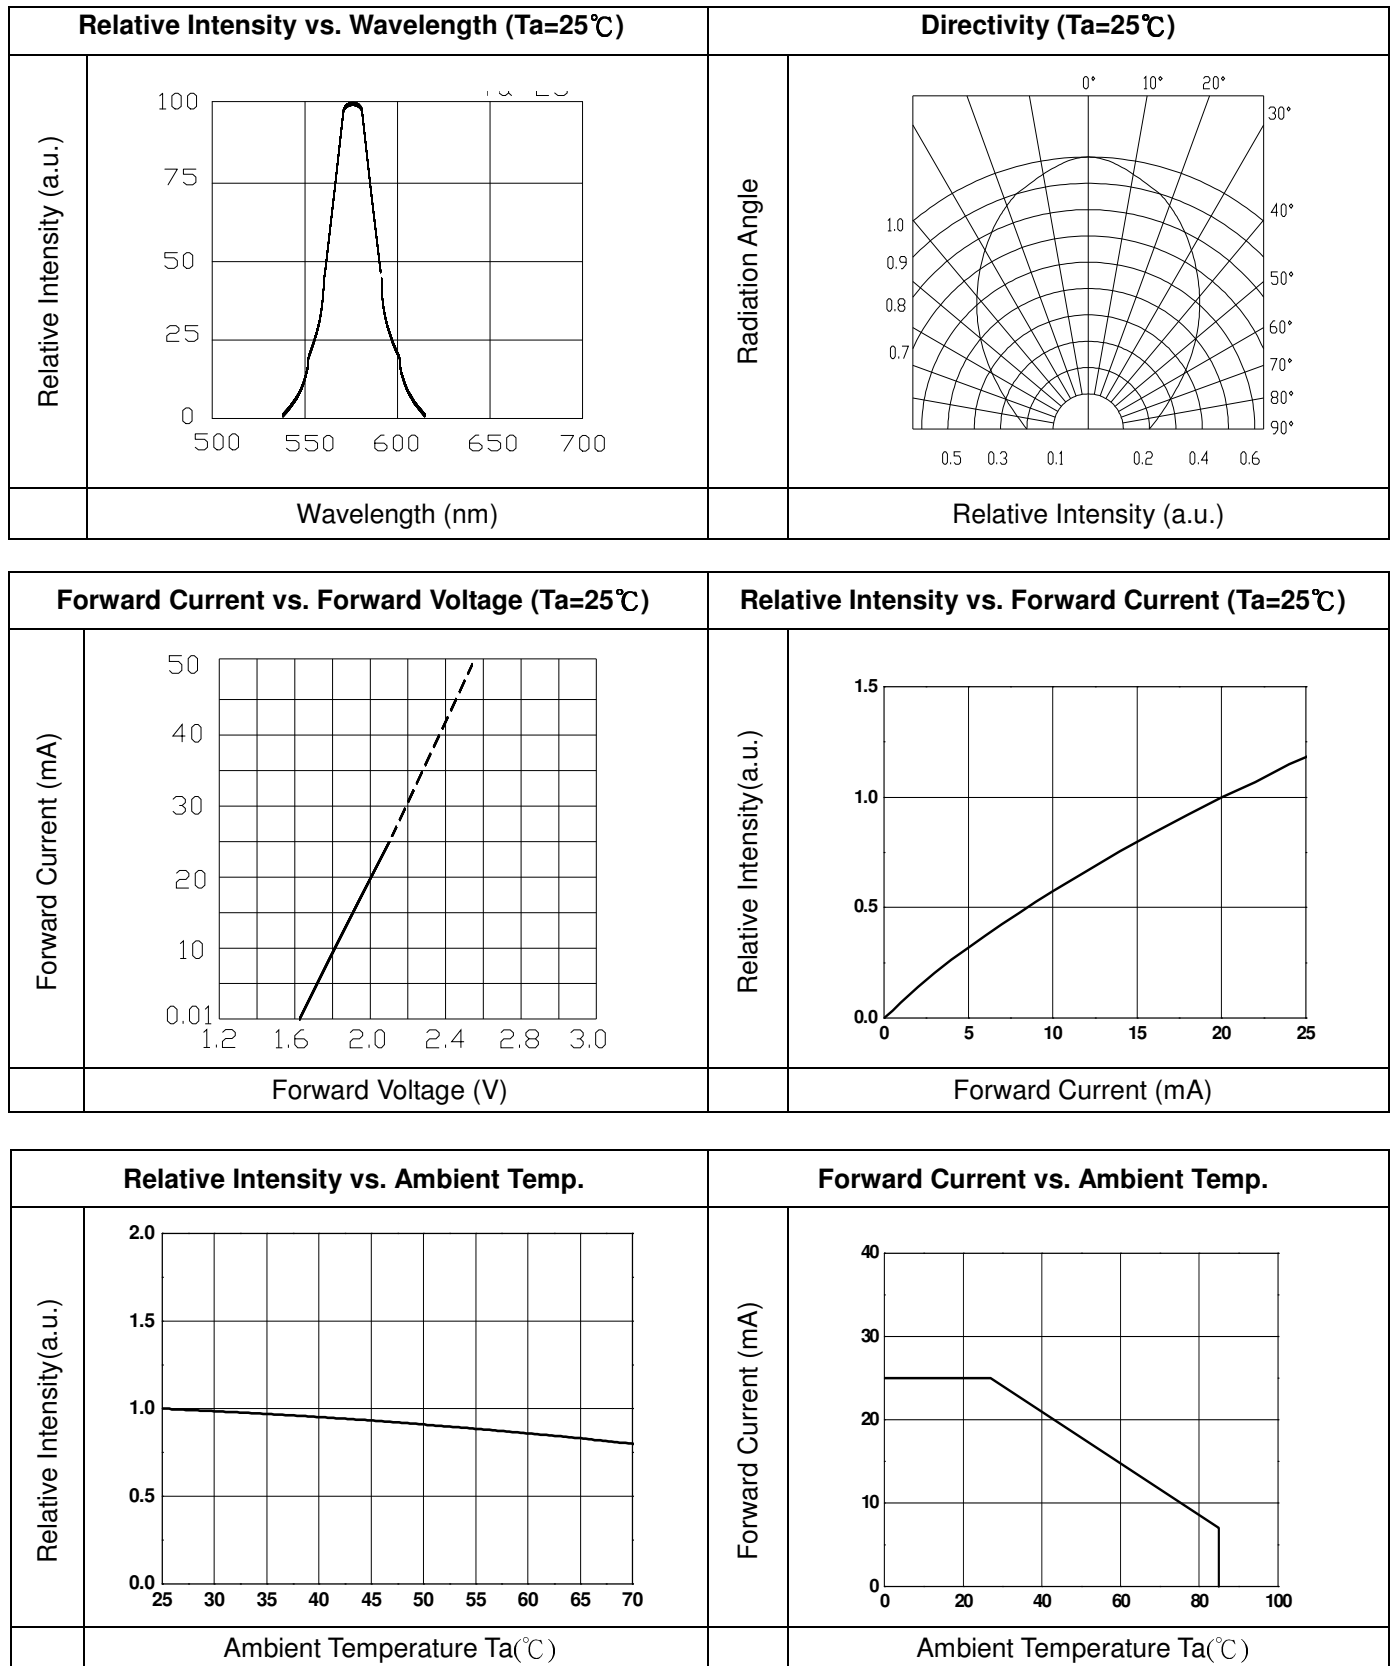 Relative Intensity vs. Wavelength (Ta=25℃)
Directivity (Ta=25℃)
Relative Intensity (a.u.)
100
75
50
25
0
500 550 600 650 700
Wavelength (nm)
Radiation Angle
0° 10° 20°
30°
40°
50°
60°
70°
80°
90°
1.0
0.9
0.8
0.7
0.5 0.3 0.1 0.2 0.4 0.6
Relative Intensity (a.u.)
Forward Current vs. Forward Voltage (Ta=25℃)
Relative Intensity vs. Forward Current (Ta=25℃)
Forward Current (mA)
50
40
30
20
10
0.01
1.2 1.6 2.0 2.4 2.8 3.0
Forward Voltage (V)
Relative Intensity(a.u.)
1.5
1.0
0.5
0.0
0 5 10 15 20 25
Forward Current (mA)
Relative Intensity vs. Ambient Temp.
Forward Current vs. Ambient Temp.
Relative Intensity(a.u.)
2.0
1.5
1.0
0.5
0.0
25 30 35 40 45 50 55 60 65 70
Ambient Temperature Ta(℃)
Forward Current (mA)
40
30
20
10
0
0 20 40 60 80 100
Ambient Temperature Ta(℃)